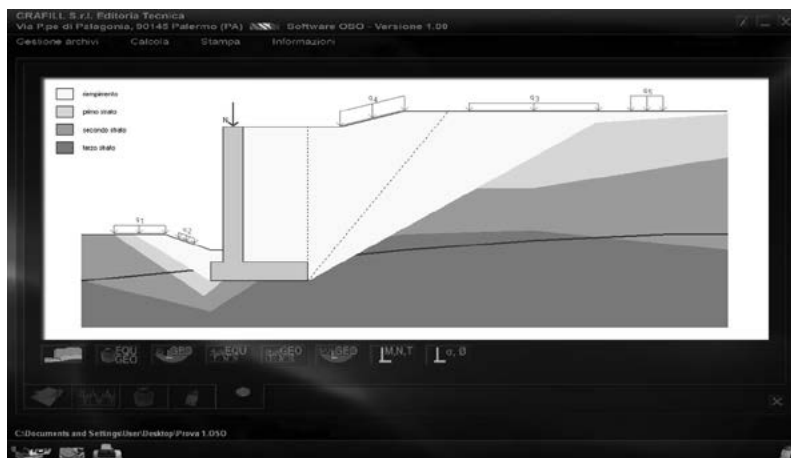 GRAFILL S.r.l. Editoria Tecnica
Via P.pe di Palagonia, 90145 Palermo (PA) Software OSO - Versione 1.00
Gestione archivi Calcola Stampa Informazioni
riempimento
primo strato
secondo strato
terzo strato
N
q4
q3
q5
q1
q2
EQU GEO
GEO
EQU
GEO
GEO
M,N,T
σ, Ø
C:\Documents and Settings\User\Desktop\Prova 1.OSO